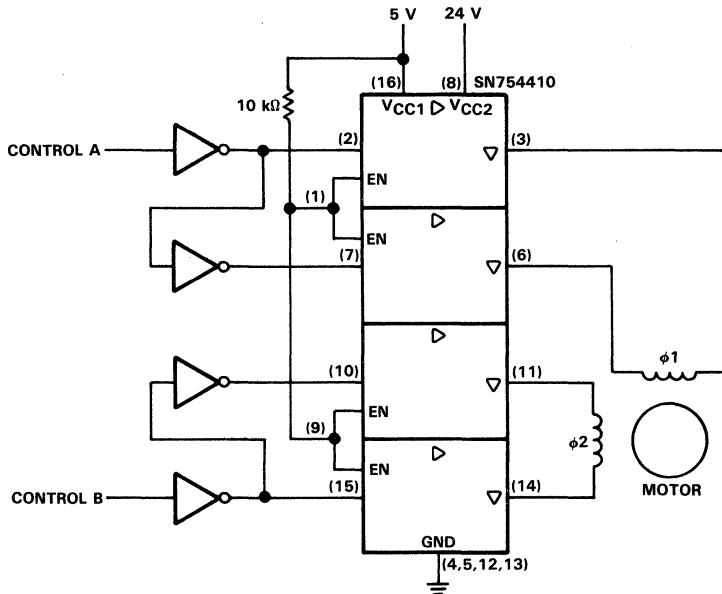 5 V
24 V
(16)
(8)
SN754410
10 kΩ
VCC1
VCC2
CONTROL A
(2)
(3)
EN
(1)
EN
(7)
(6)
ϕ1
(10)
(11)
EN
(9)
ϕ2
EN
MOTOR
CONTROL B
(15)
(14)
GND
(4,5,12,13)